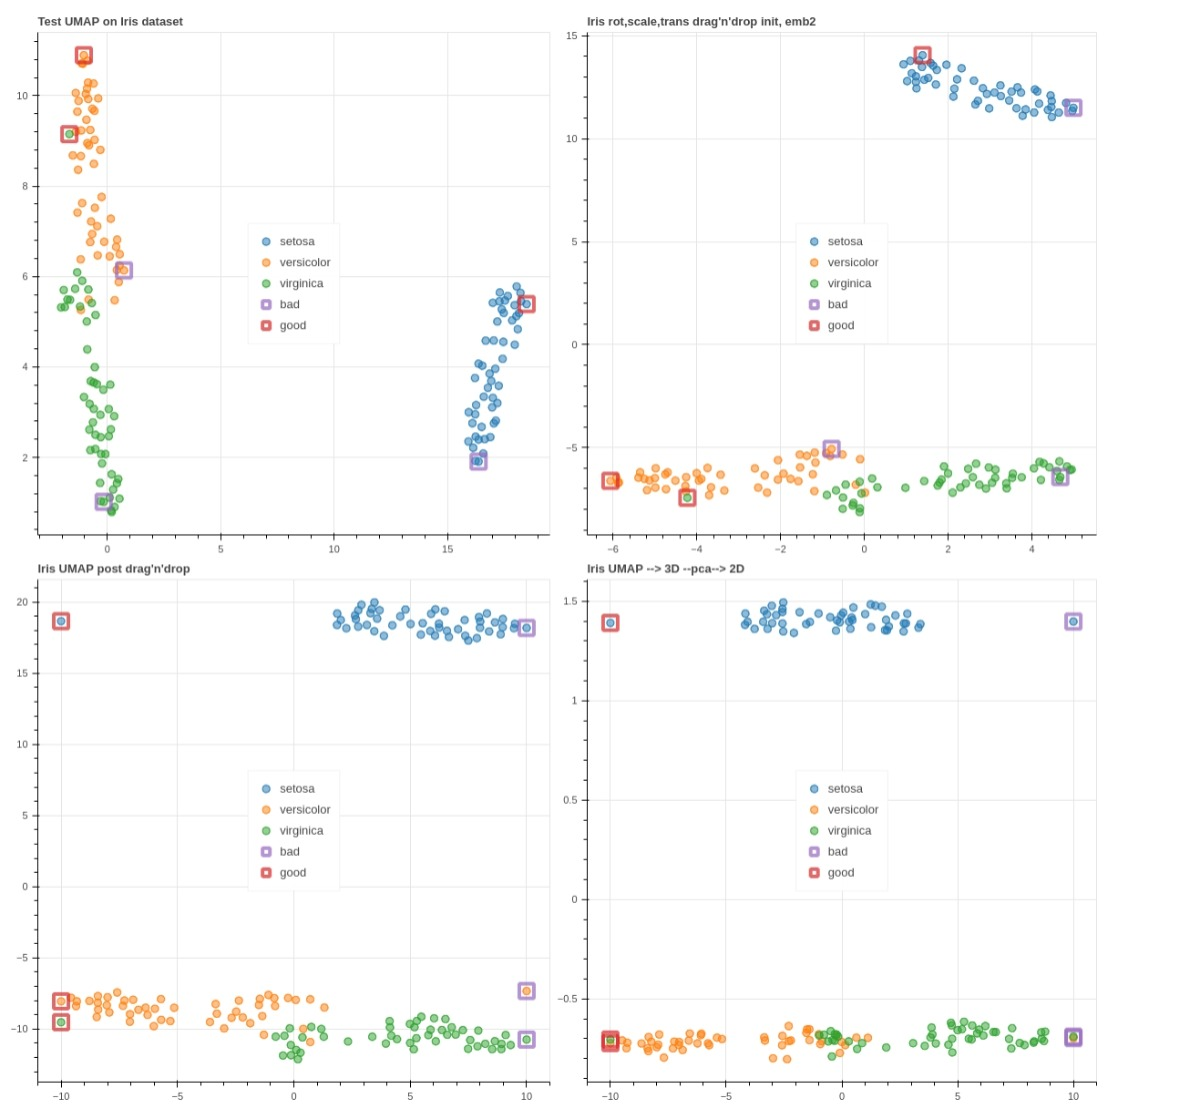 Test UMAP on Iris dataset
10
8
6
4
2
0
5
10
15
setosa
versicolor
virginica
bad
good
Iris rot,scale,trans drag'n'drop init, emb2
15
10
5
0
−5
−6
−4
−2
0
2
4
setosa
versicolor
virginica
bad
good
Iris UMAP post drag'n'drop
20
15
10
5
0
−5
−10
−10
−5
0
5
10
setosa
versicolor
virginica
bad
good
Iris UMAP --> 3D --pca--> 2D
1.5
1
0.5
0
−0.5
−10
−5
0
5
10
setosa
versicolor
virginica
bad
good